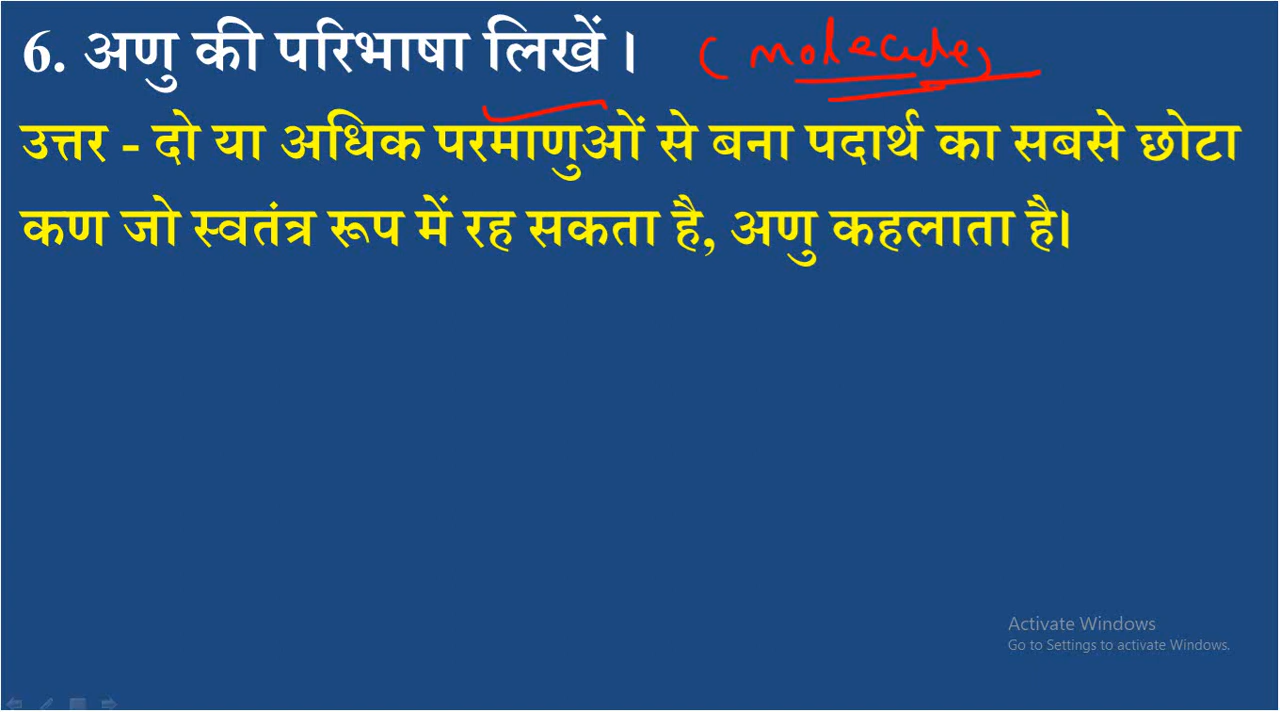 6. अणु की परिभाषा लिखें । (molecule)
उत्तर - दो या अधिक परमाणुओं से बना पदार्थ का सबसे छोटा
कण जो स्वतंत्र रूप में रह सकता है, अणु कहलाता है।
Activate Windows
Go to Settings to activate Windows.